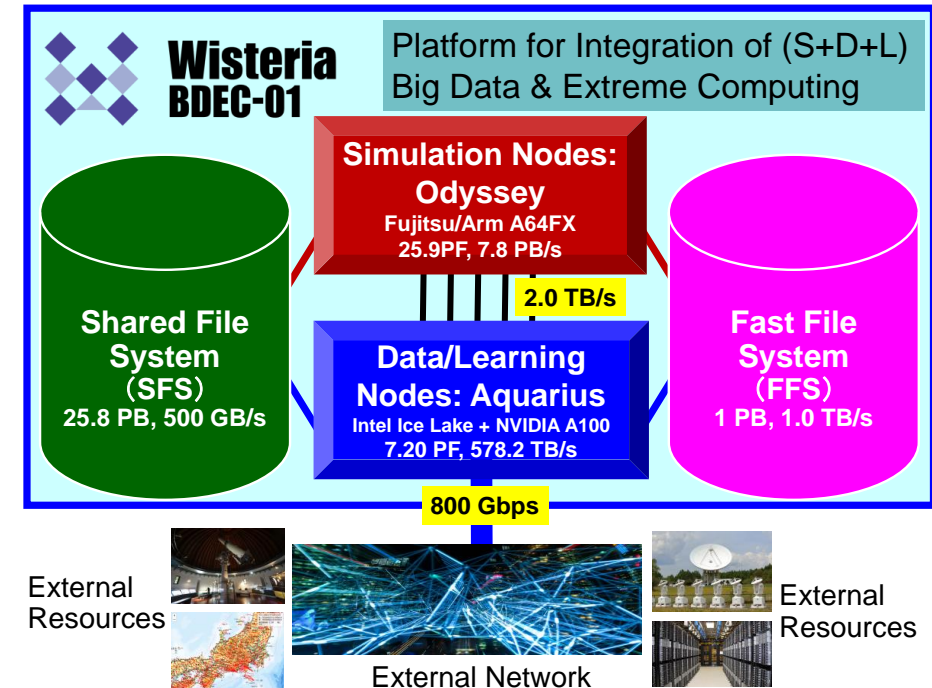 Wisteria
BDEC-01
Platform for Integration of (S+D+L)
Big Data & Extreme Computing
Simulation Nodes:
Odyssey
Fujitsu/Arm A64FX
25.9PF, 7.8 PB/s
2.0 TB/s
Shared File
System
（SFS）
25.8 PB, 500 GB/s
Data/Learning
Nodes: Aquarius
Intel Ice Lake + NVIDIA A100
7.20 PF, 578.2 TB/s
Fast File
System
（FFS）
1 PB, 1.0 TB/s
800 Gbps
External
Resources
External Network
External
Resources